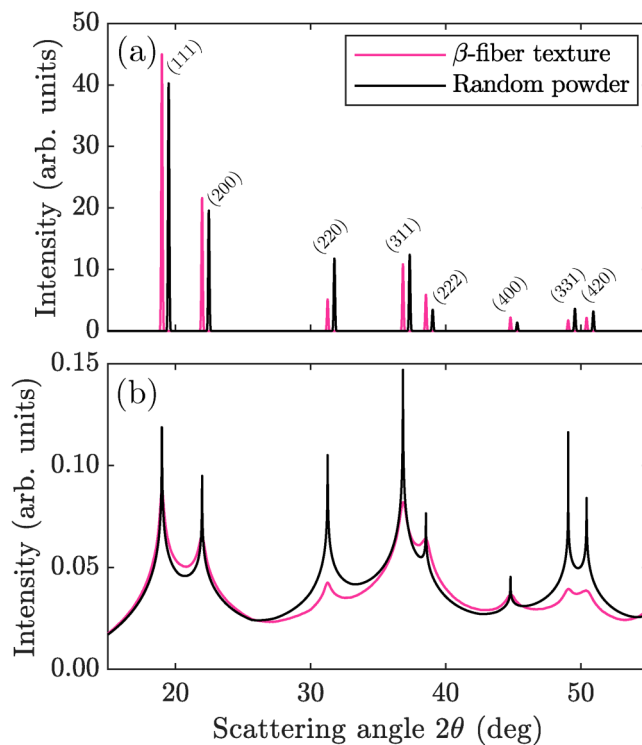 (a)
β-fiber texture
Random powder
(111)
(200)
(220)
(311)
(222)
(400)
(331)
(420)
Intensity (arb. units)
50
40
30
20
10
0
(b)
Intensity (arb. units)
0.15
0.10
0.05
0.00
20 30 40 50
Scattering angle 2θ (deg)